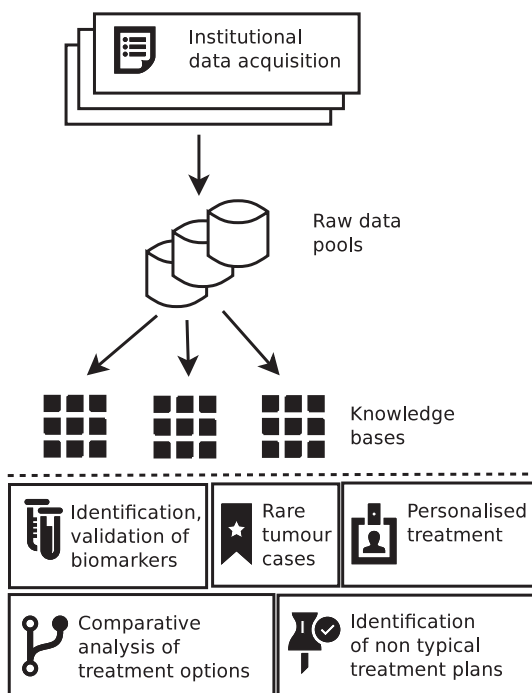 Institutional
data acquisition
Raw data
pools
Knowledge
bases
Identification,
validation of
biomarkers
Rare
tumour
cases
Personalised
treatment
Comparative
analysis of
treatment options
Identification
of non typical
treatment plans